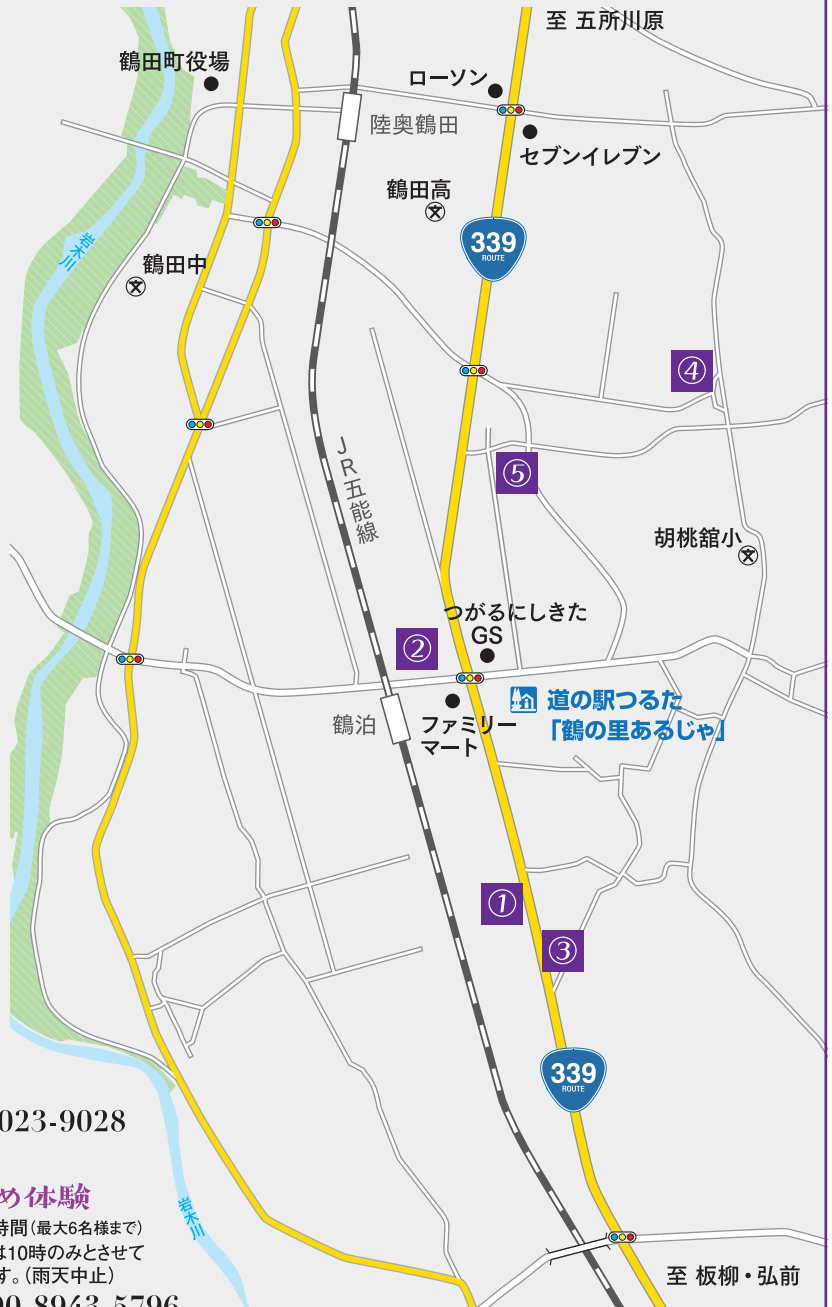 至 五所川原
鶴田町役場
ローソン
陸奥鶴田
セブンイレブン
鶴田高
339
ROUTE
岩木川
鶴田中
④
JR五能線
⑤
胡桃舘小
つがるにしきた
GS
②
道の駅つるた
「鶴の里あるじゃ」
鶴泊
ファミリー
マート
①
③
339
ROUTE
023-9028
め体験
岩木川
時間(最大6名様まで)
は10時のみとさせて
す。(雨天中止)
至 板柳・弘前
90-8943-5796